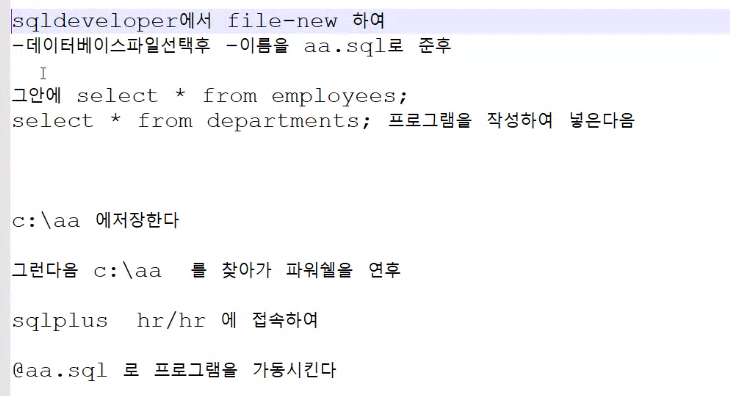 sqldeveloper에서 file-new 하여
-데이터베이스파일선택후 -이름을 aa.sql로 준후
그안에 select * from employees;
select * from departments; 프로그램을 작성하여 넣은다음
c:\aa 에저장한다
그런다음 c:\aa 를 찾아가 파워쉘을 연후
sqlplus hr/hr 에 접속하여
@aa.sql 로 프로그램을 가동시킨다